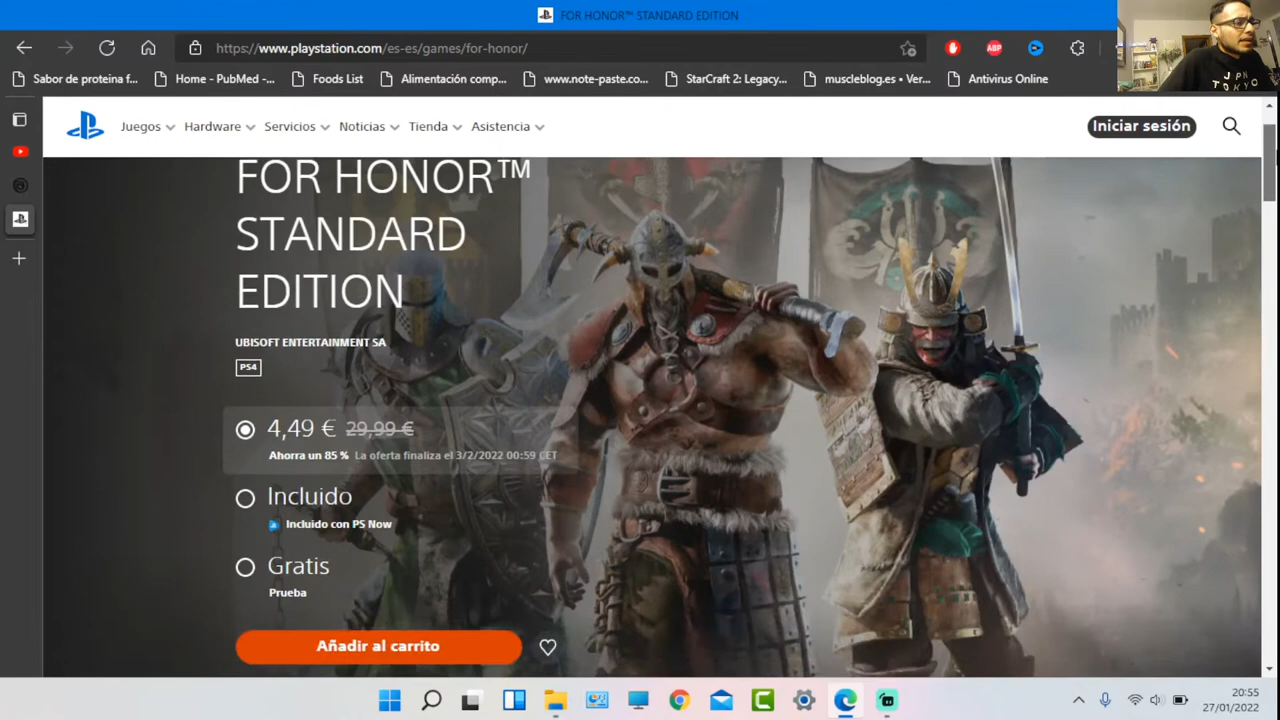 FOR HONOR™ STANDARD EDITION
https://www.playstation.com/es-es/games/for-honor/
Sabor de proteina f...
Home - PubMed -...
Foods List
Alimentación comp...
www.note-paste.co...
StarCraft 2: Legacy...
muscleblog.es • Ver...
Antivirus Online
ABP
JPN
TOKYO
Juegos
Hardware
Servicios
Noticias
Tienda
Asistencia
Iniciar sesión
FOR HONOR™
STANDARD
EDITION
UBISOFT ENTERTAINMENT SA
PS4
4,49 € 29,99 €
Ahorra un 85 % La oferta finaliza el 3/2/2022 00:59 CET
Incluido
Incluido con PS Now
Gratis
Prueba
Añadir al carrito
20:55
27/01/2022